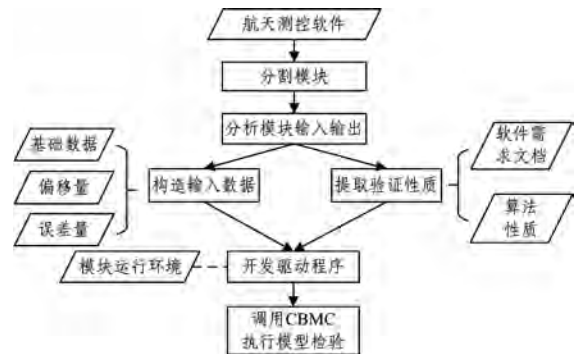 航天测控软件
分割模块
分析模块输入输出
基础数据
偏移量
误差量
构造输入数据
提取验证性质
软件需
求文档
算法
性质
模块运行环境
开发驱动程序
调用CBMC
执行模型检验